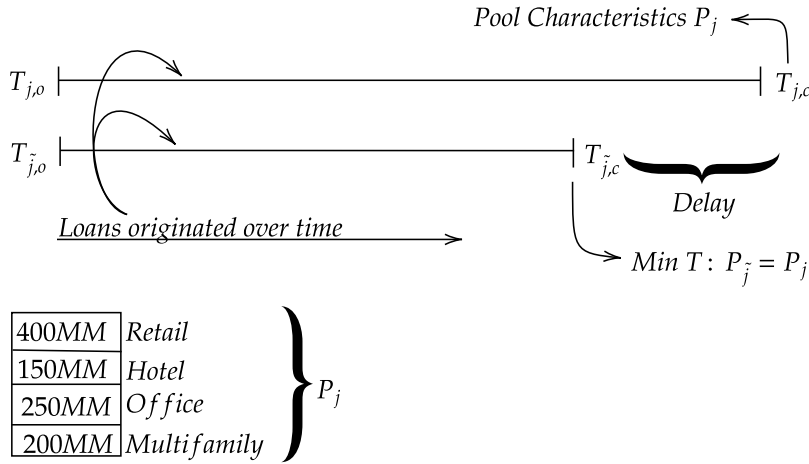 Pool Characteristics P_j
T_{j,o} T_{j,c}
T_{j̃,o} T_{j̃,c}
Delay
Loans originated over time
Min T : P_{j̃} = P_j
400MM Retail
150MM Hotel
250MM Office
200MM Multifamily
P_j